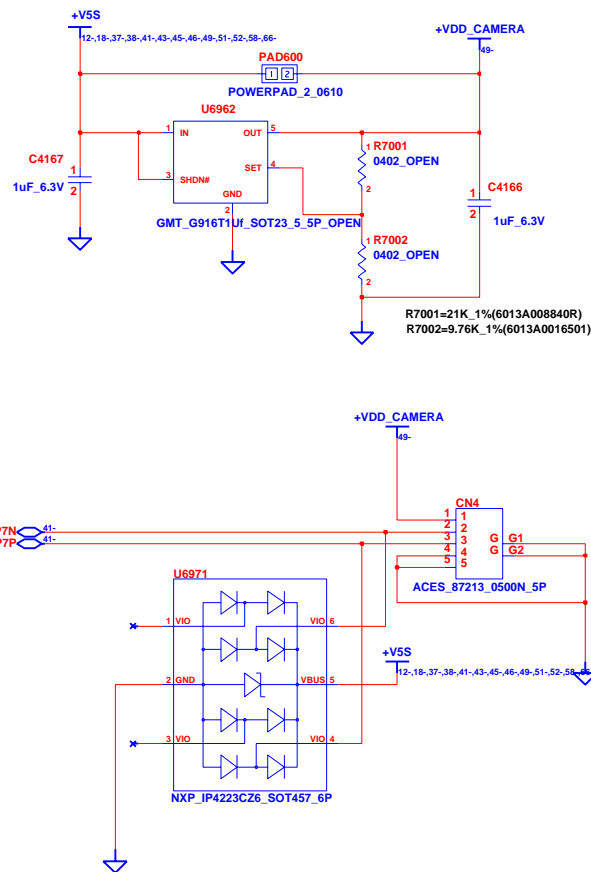 +V5S
12-,18-,37-,38-,41-,43-,45-,46-,49-,51-,52-,58-,66-
+VDD_CAMERA
49-
PAD600
1 2
POWERPAD_2_0610
U6962
1 IN
OUT 5
3 SHDN#
SET 4
GND
2
GMT_G916T1Uf_SOT23_5_5P_OPEN
C4167
1
2
1uF_6.3V
1 R7001
0402_OPEN
2
1 R7002
0402_OPEN
2
C4166
1
2
1uF_6.3V
R7001=21K_1%(6013A008840R)
R7002=9.76K_1%(6013A0016501)
+VDD_CAMERA
49-
P7N 41-
P7P 41-
CN4
1 1
2 2
3 3
4 4
5 5
G G1
G G2
ACES_87213_0500N_5P
U6971
1 VIO
VIO 6
2 GND
VBUS 5
3 VIO
VIO 4
NXP_IP4223CZ6_SOT457_6P
+V5S
12-,18-,37-,38-,41-,43-,45-,46-,49-,51-,52-,58-,66-